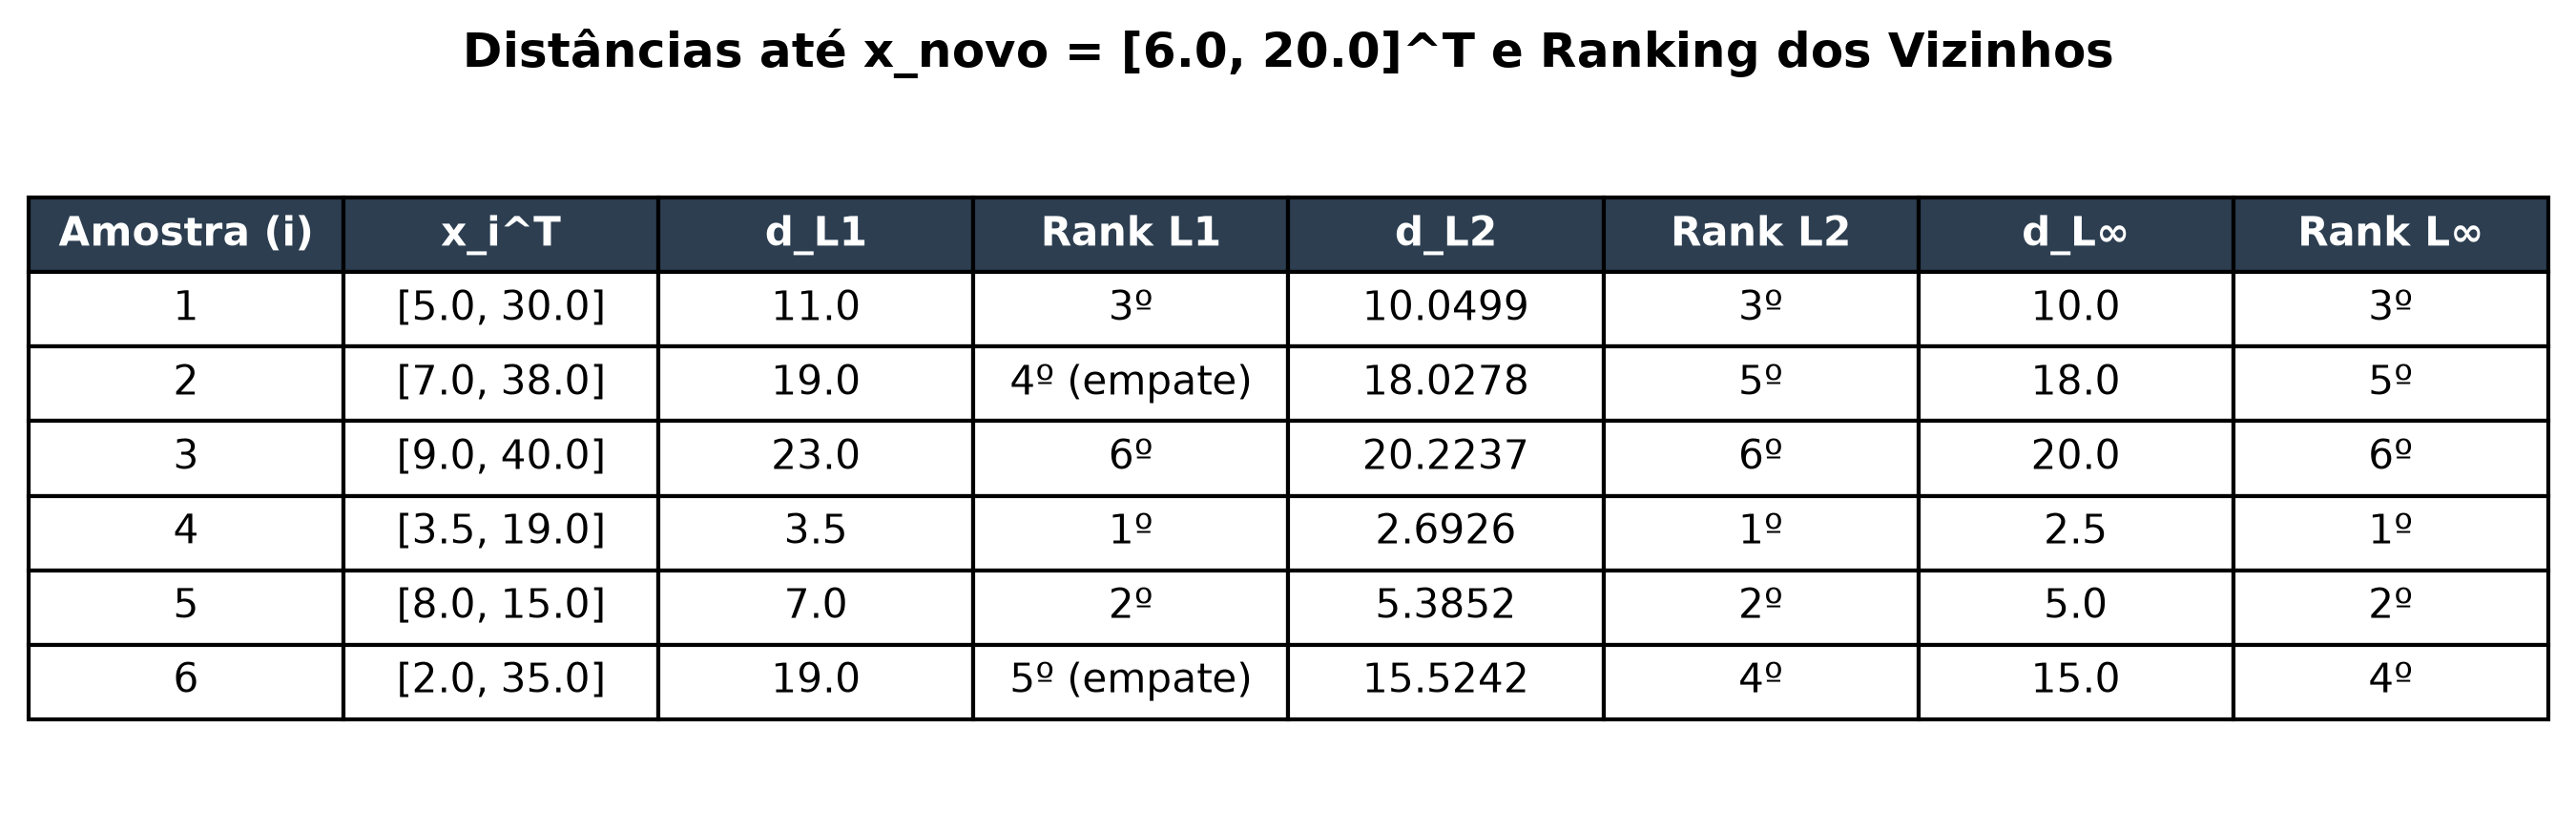 Distâncias até x_novo = [6.0, 20.0]^T e Ranking dos Vizinhos
Amostra (i) x_i^T d_L1 Rank L1 d_L2 Rank L2 d_L∞ Rank L∞
1 [5.0, 30.0] 11.0 3º 10.0499 3º 10.0 3º
2 [7.0, 38.0] 19.0 4º (empate) 18.0278 5º 18.0 5º
3 [9.0, 40.0] 23.0 6º 20.2237 6º 20.0 6º
4 [3.5, 19.0] 3.5 1º 2.6926 1º 2.5 1º
5 [8.0, 15.0] 7.0 2º 5.3852 2º 5.0 2º
6 [2.0, 35.0] 19.0 5º (empate) 15.5242 4º 15.0 4º